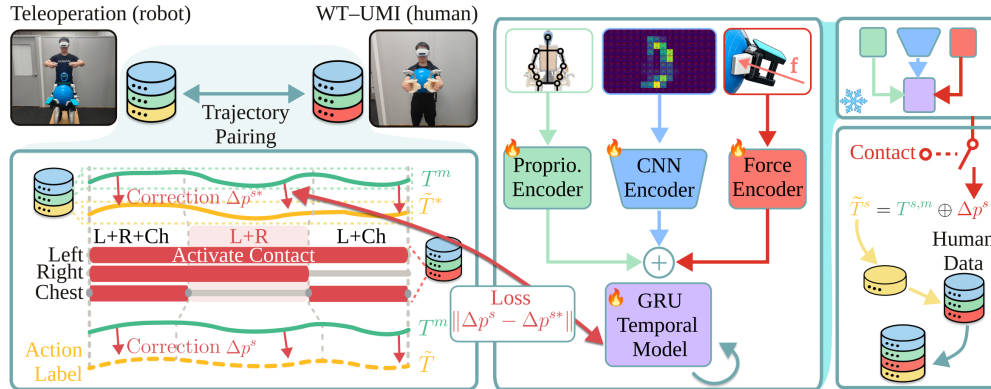 Teleoperation (robot)
WT–UMI (human)
Trajectory
Pairing
T^m
Correction Δp^{s*}
T̃^*
L+R+Ch
L+R
L+Ch
Left
Activate Contact
Right
Chest
T^m
Correction Δp^s
Action
Label
T̃
Loss
‖Δp^s − Δp^{s*}‖
f
Proprio.
Encoder
CNN
Encoder
Force
Encoder
+
GRU
Temporal
Model
Contact
T̃^s = T^{s,m} ⊕ Δp^s
Human
Data